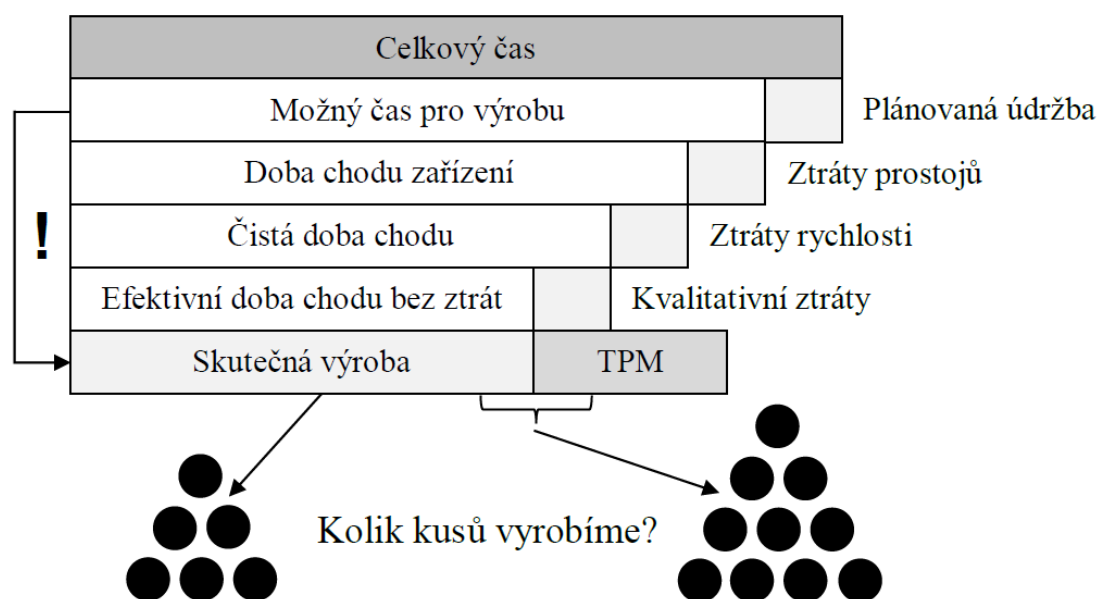 Celkový čas
Možný čas pro výrobu
Plánovaná údržba
Doba chodu zařízení
Ztráty prostojů
!
Čistá doba chodu
Ztráty rychlosti
Efektivní doba chodu bez ztrát
Kvalitativní ztráty
Skutečná výroba
TPM
Kolik kusů vyrobíme?